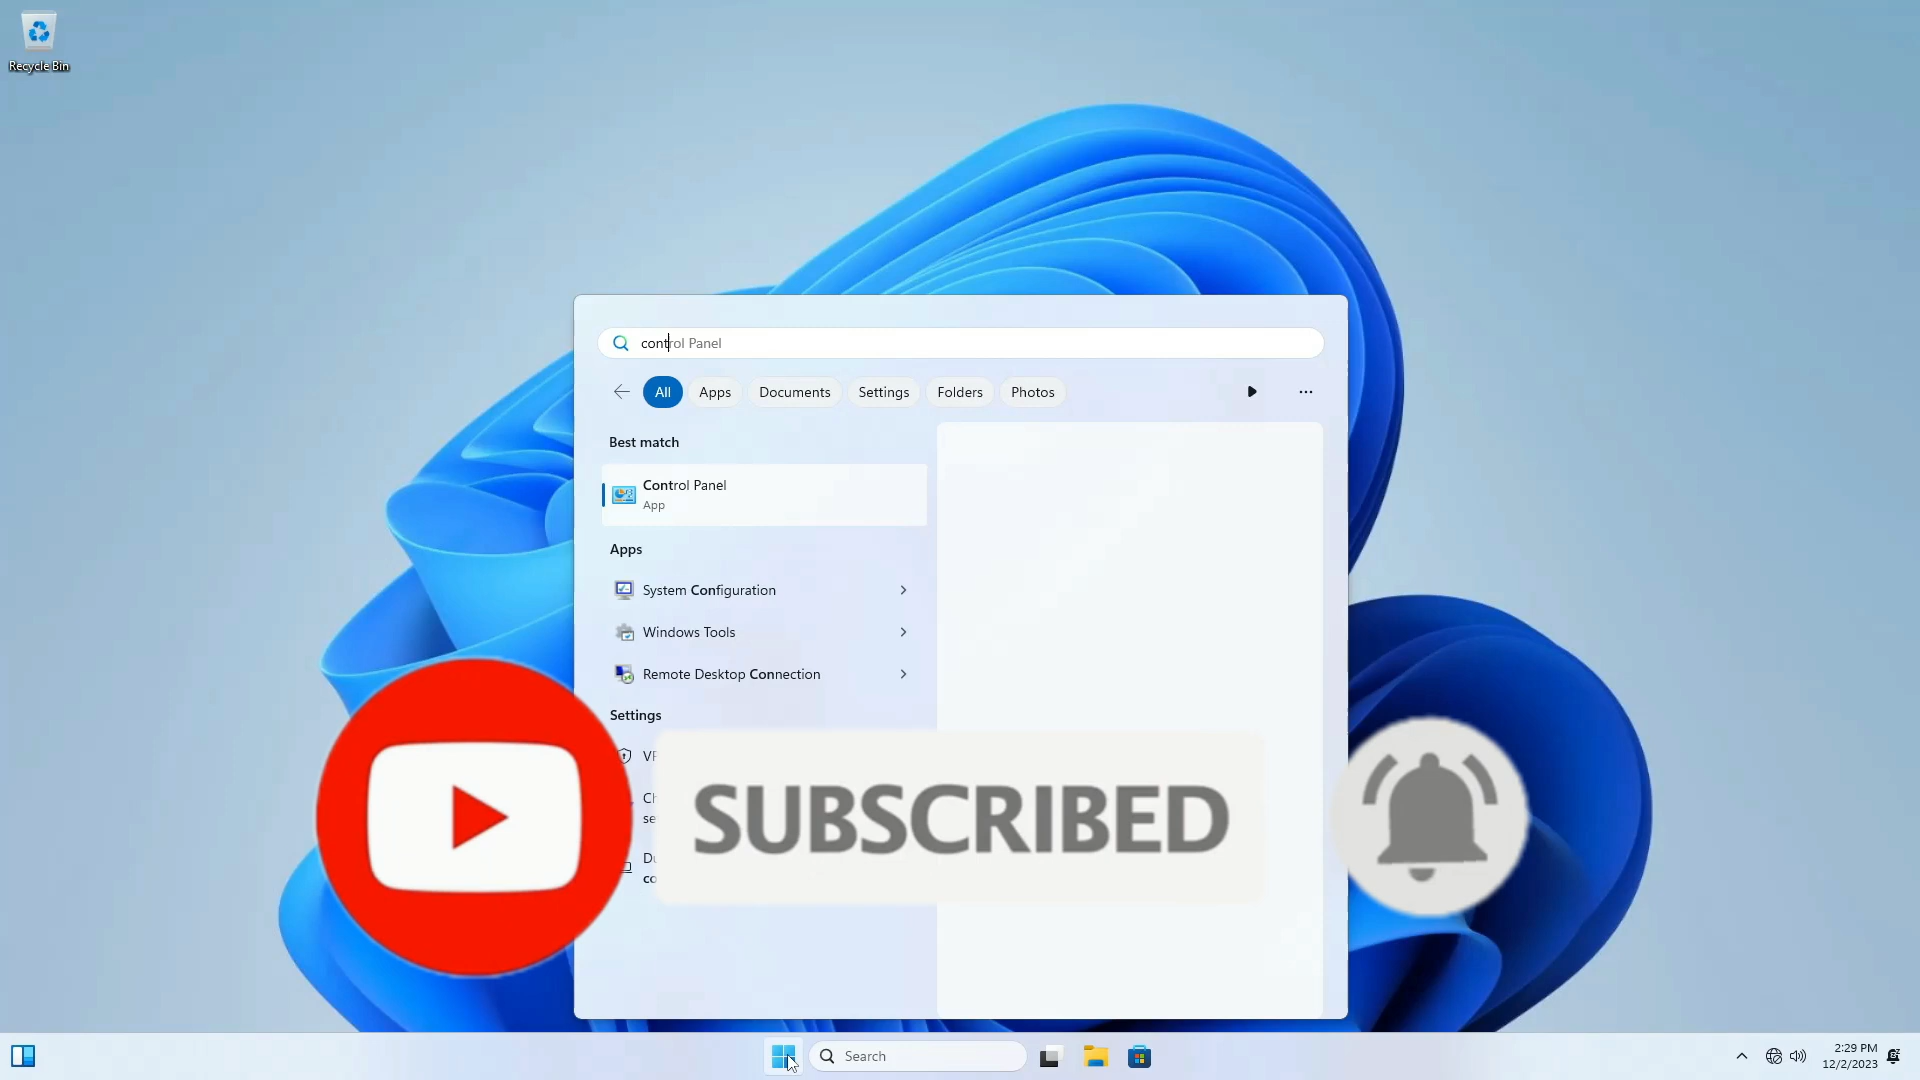 Recycle Bin
control Panel
All
Apps
Documents
Settings
Folders
Photos
Best match
Control Panel
App
Apps
System Configuration
Windows Tools
Remote Desktop Connection
Settings
SUBSCRIBED
Search
2:29 PM
12/2/2023